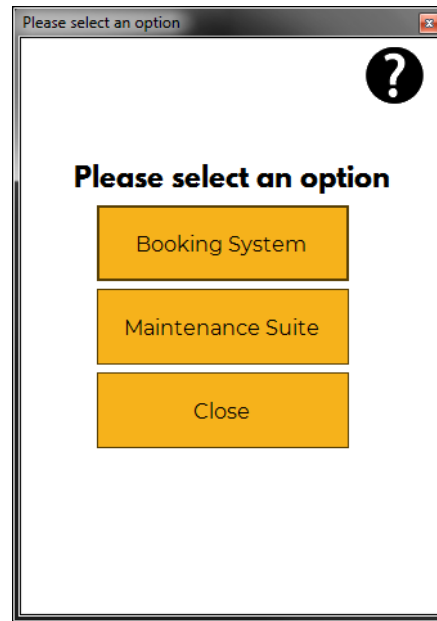 Please select an option
?
Please select an option
Booking System
Maintenance Suite
Close